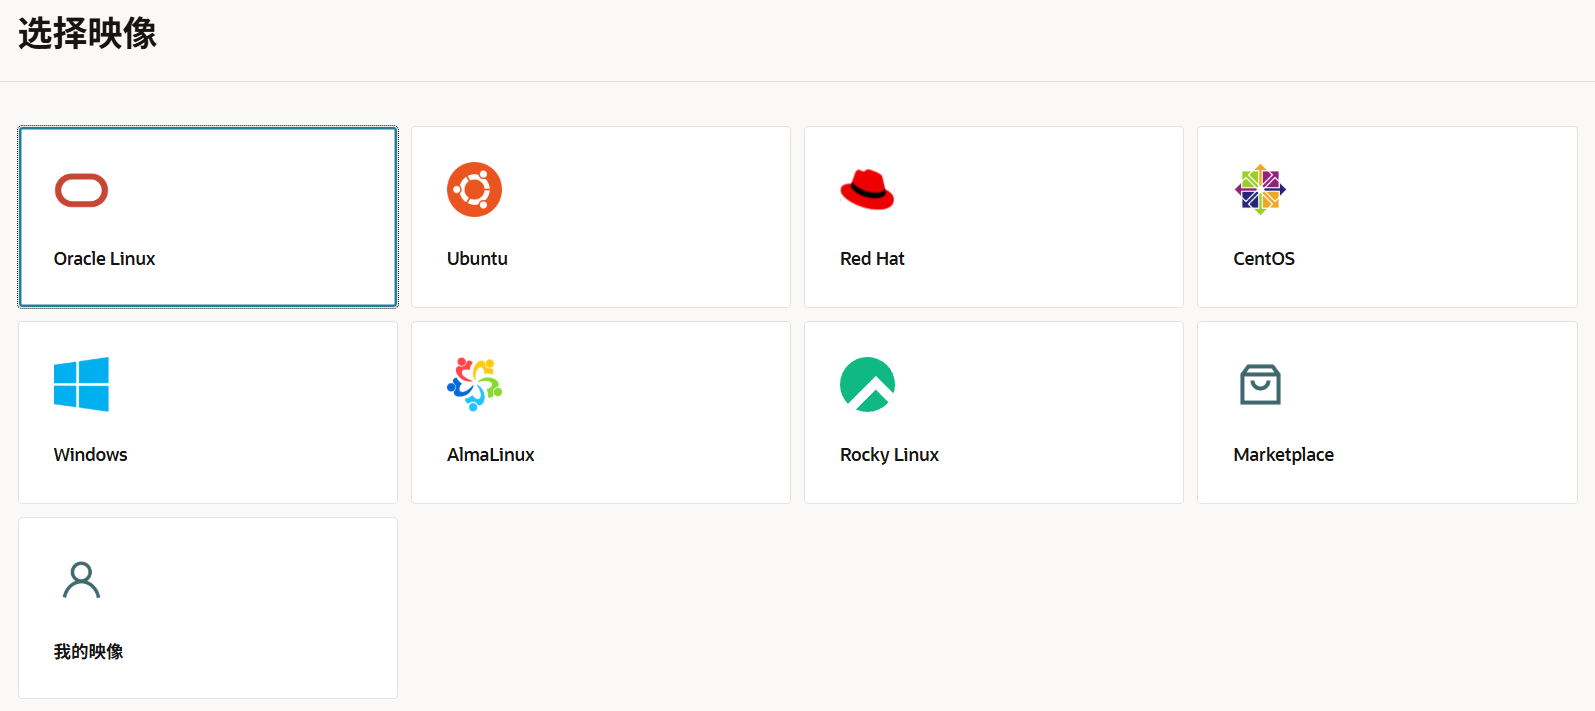 选择映像
Oracle Linux
Ubuntu
Red Hat
CentOS
Windows
AlmaLinux
Rocky Linux
Marketplace
我的映像